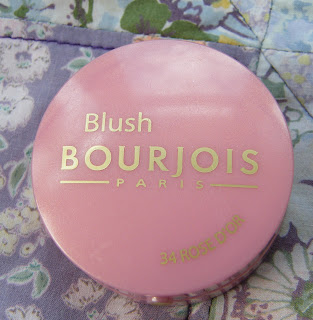 Blush
BOURJOIS
PARIS
34 ROSE D'OR